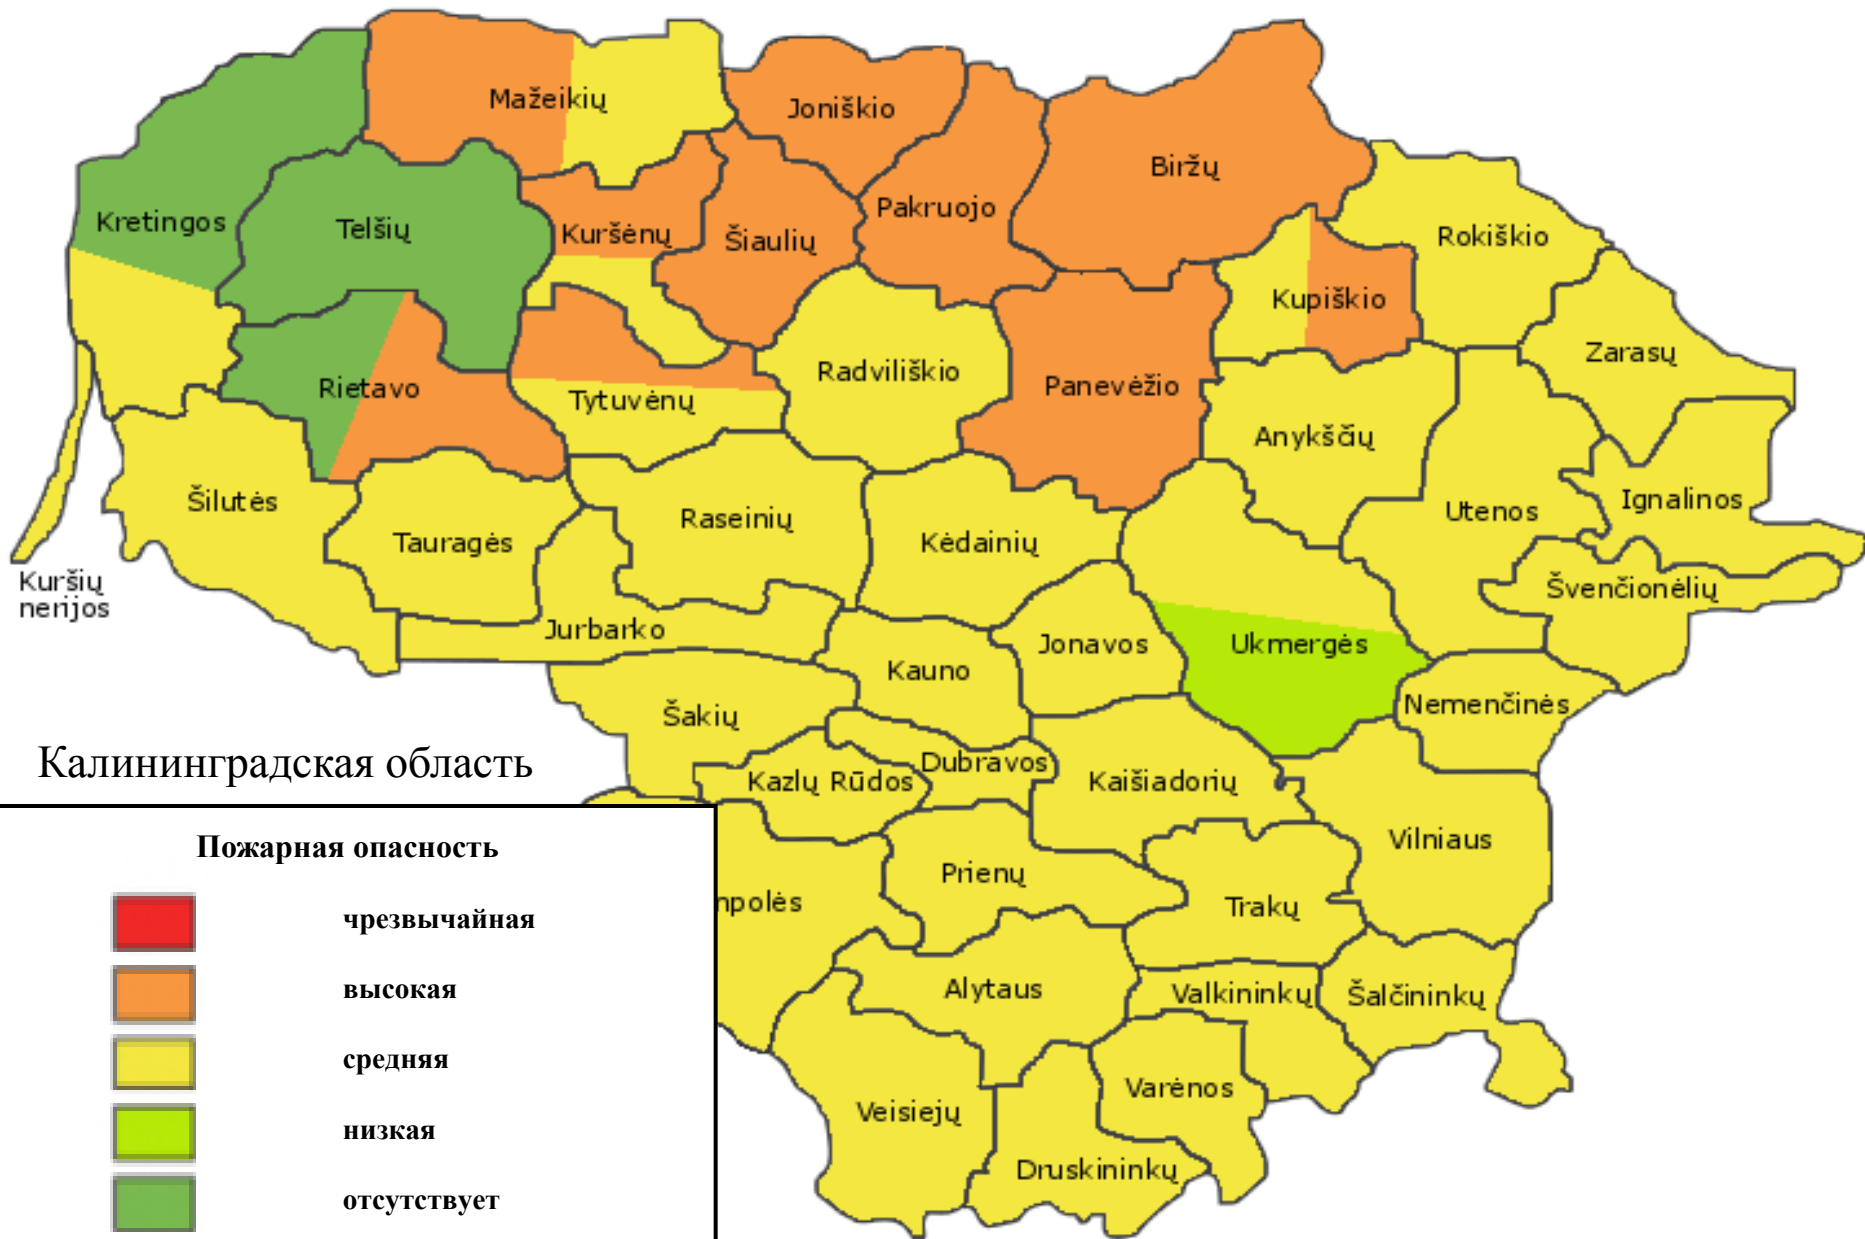 Mažeikių
Joniškio
Biržų
Kretingos
Telšių
Kuršėnų
Šiaulių
Pakruojo
Rokiškio
Kupiškio
Zarasų
Rietavo
Tytuvėnų
Radviliškio
Panevėžio
Anykščių
Šilutės
Tauragės
Raseinių
Kėdainių
Utenos
Ignalinos
Kuršių
nerijos
Švenčionėlių
Jurbarko
Kauno
Jonavos
Ukmergės
Nemenčinės
Šakių
Kazlų Rūdos
Dubravos
Kaišiadorių
Vilniaus
Prienų
npolės
Trakų
Alytaus
Valkininkų
Šalčininkų
Veisiejų
Varėnos
Druskininkų
Калининградская область
Пожарная опасность
чрезвычайная
высокая
средняя
низкая
отсутствует